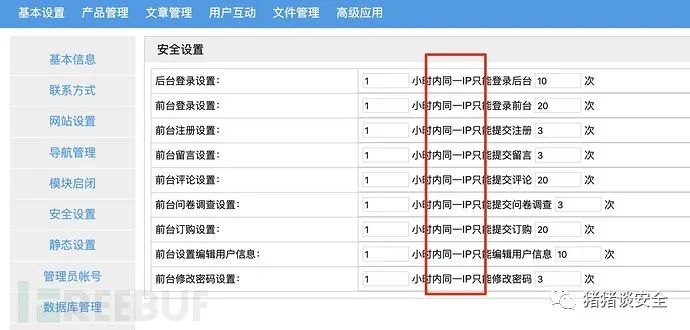 基本设置 产品管理 文章管理 用户互动 文件管理 高级应用
基本信息
联系方式
网站设置
导航管理
模块启闭
安全设置
静态设置
管理员帐号
数据库管理
安全设置
后台登录设置: 1 小时内同一IP只能登录后台 10 次
前台登录设置: 1 小时内同一IP只能登录前台 20 次
前台注册设置: 1 小时内同一IP只能提交注册 3 次
前台留言设置: 1 小时内同一IP只能提交留言 3 次
前台评论设置: 1 小时内同一IP只能提交评论 20 次
前台问卷调查设置: 1 小时内同一IP只能提交问卷调查 3 次
前台订购设置: 1 小时内同一IP只能提交订购 20 次
前台设置编辑用户信息: 1 小时内同一IP只能编辑用户信息 10 次
前台修改密码设置: 1 小时内同一IP只能修改密码 3 次
REEBUF
猪猪谈安全